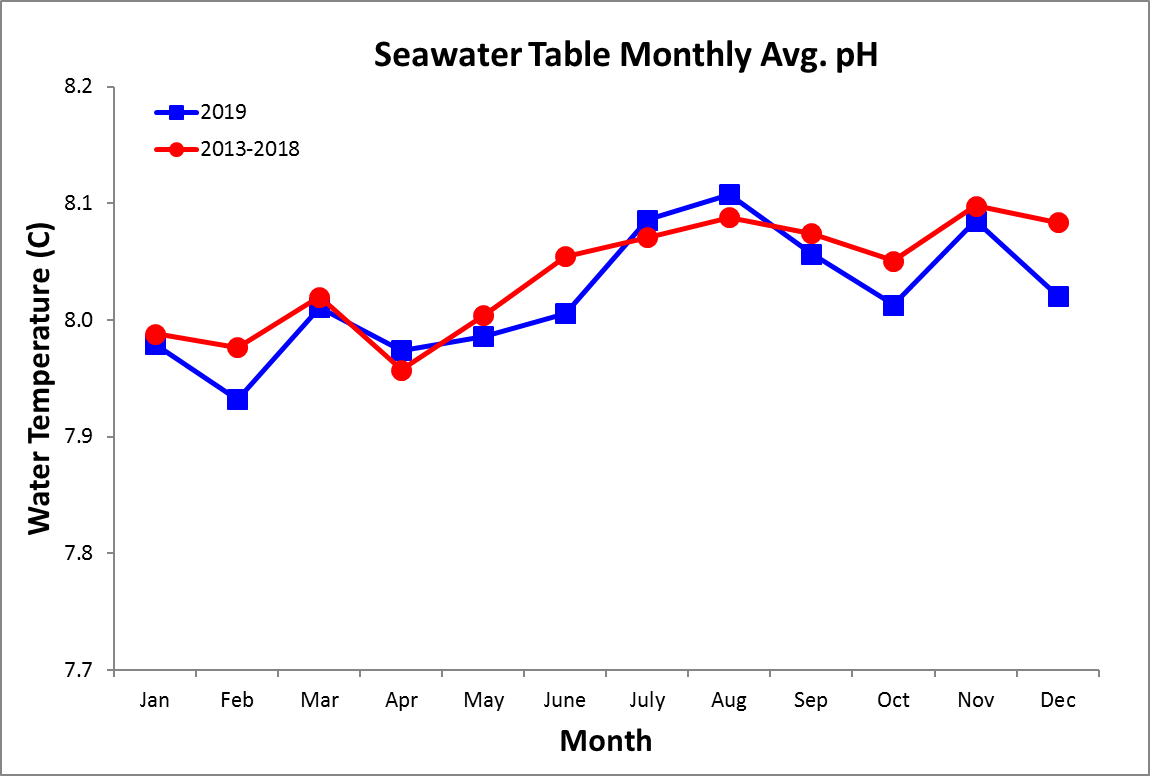 Seawater Table Monthly Avg. pH
2019
2013-2018
Water Temperature (C)
8.2
8.1
8.0
7.9
7.8
7.7
Jan Feb Mar Apr May June July Aug Sep Oct Nov Dec
Month